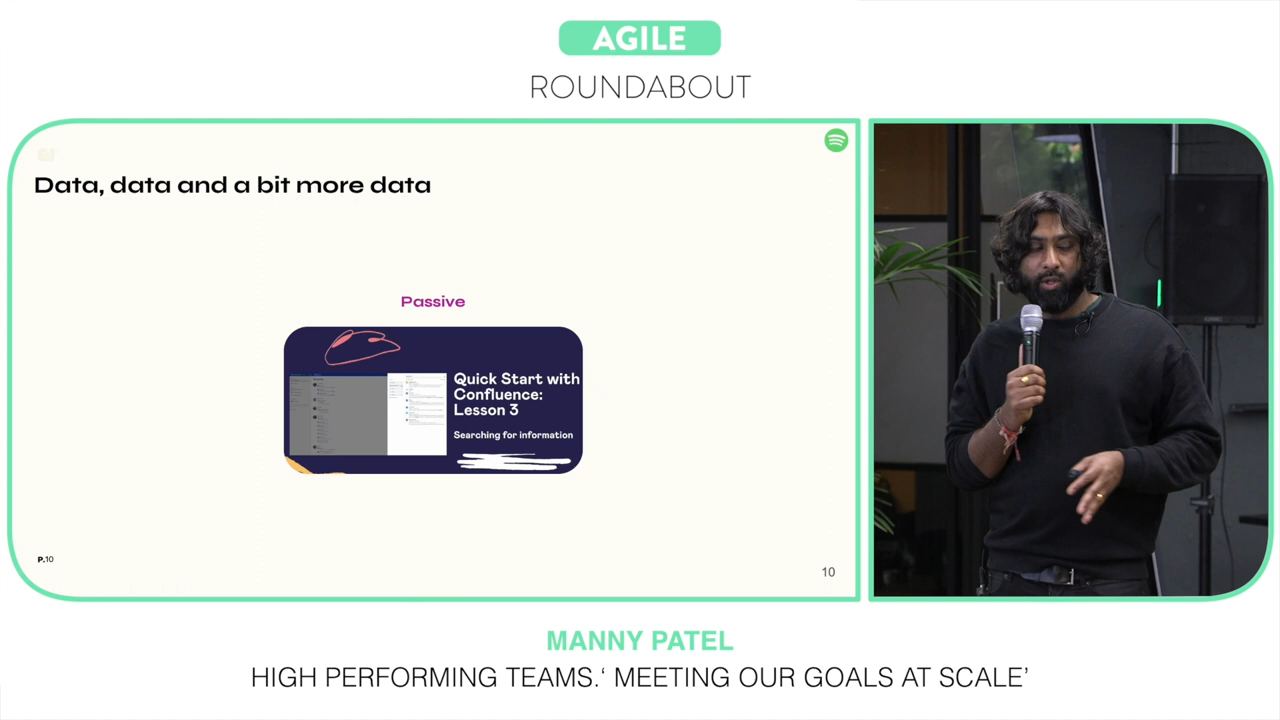 AGILE
ROUNDABOUT
Data, data and a bit more data
Passive
Quick Start with
Confluence:
Lesson 3
Searching for information
P.10
10
MANNY PATEL
HIGH PERFORMING TEAMS.‘ MEETING OUR GOALS AT SCALE’